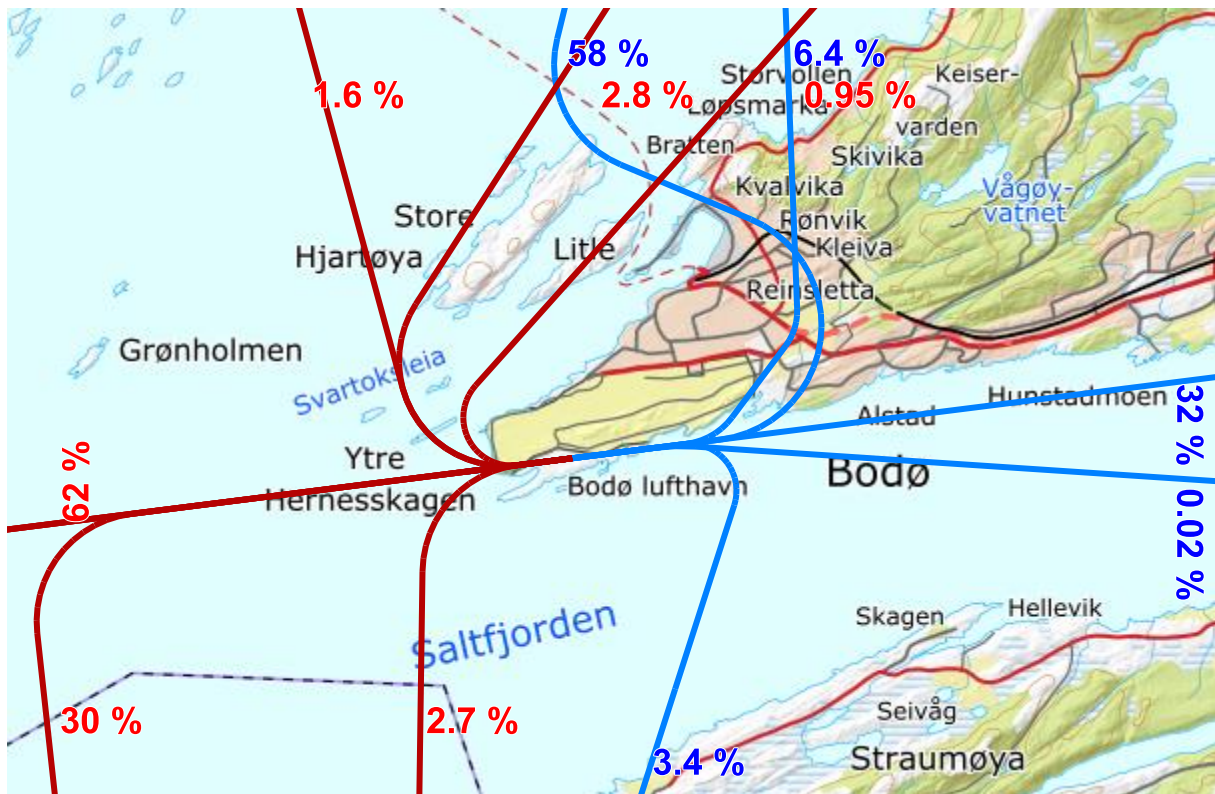 58 %
6.4 %
1.6 %
2.8 %
0.95 %
Storvollen
Løpsmarka
Keiser-
varden
Bratten
Skivika
Kvalvika
Vågøy-
vatnet
Store
Hjartøya
Litle
Rønvik
Kleiva
Reinsletta
Grønholmen
Svartoksleia
Hunstadmoen
Alstad
32 %
Ytre
Hernesskagen
62 %
Bodø lufthavn
Bodø
0.02 %
Saltfjorden
Skagen
Hellevik
30 %
2.7 %
Seivåg
3.4 %
Straumøya